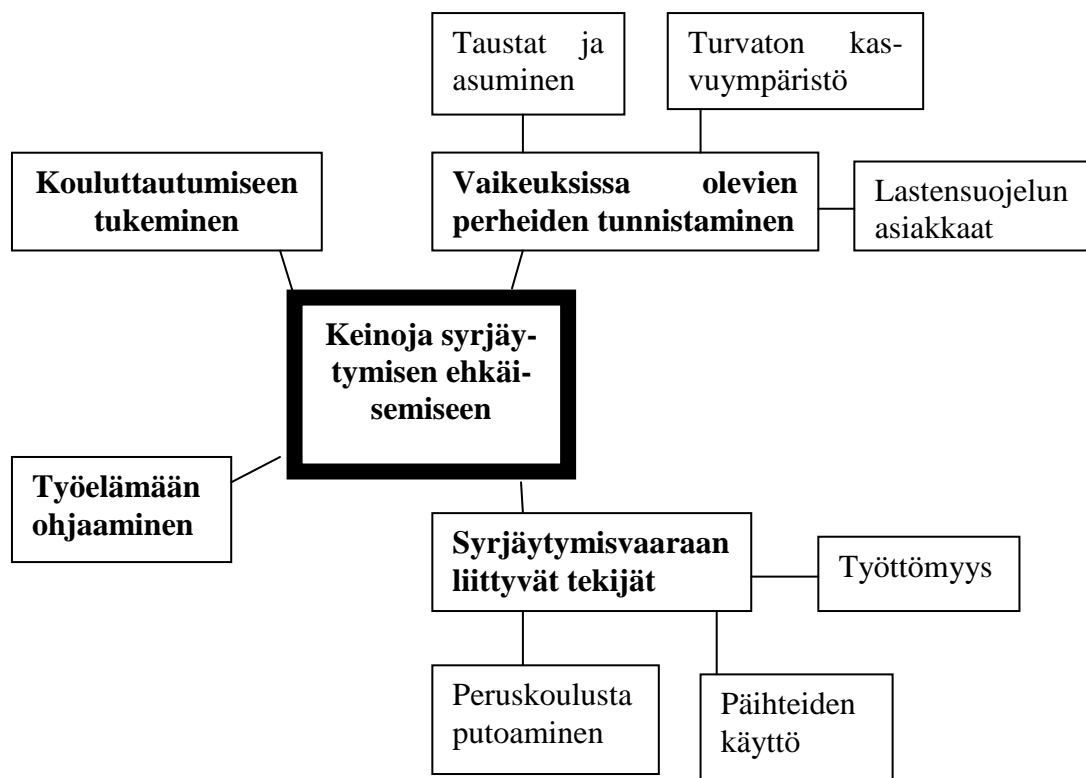 Taustat ja
asuminen
Turvaton kas-
vuympäristö
Kouluttautumiseen
tukeminen
Vaikeuksissa olevien
perheiden tunnistaminen
Lastensuojelun
asiakkaat
Keinoja syrjäy-
tymisen ehkäi-
semiseen
Työelämään
ohjaaminen
Syrjäytymisvaaraan
liittyvät tekijät
Työttömyys
Peruskoulusta
putoaminen
Päihteiden
käyttö